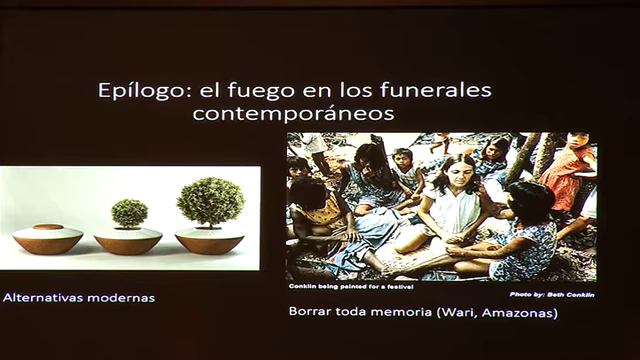 Epílogo: el fuego en los funerales
contemporáneos
Conklin being painted for a festival
Photo by: Beth Conklin
Alternativas modernas
Borrar toda memoria (Wari, Amazonas)